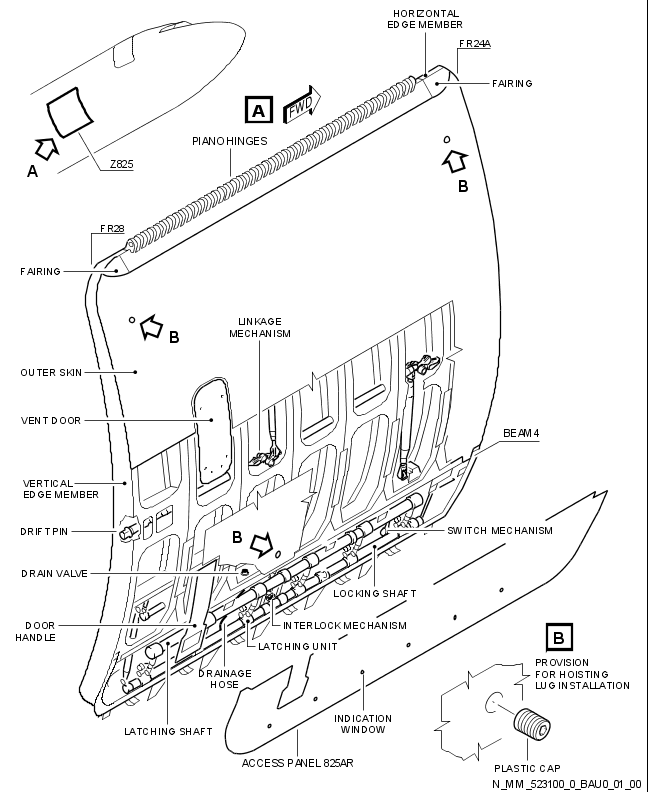 HORIZONTAL
EDGE MEMBER
FR24A
FAIRING
A
FWD
PIANO HINGES
A
Z825
B
FR28
FAIRING
B
LINKAGE
MECHANISM
OUTER SKIN
VENT DOOR
BEAM 4
VERTICAL
EDGE MEMBER
DRIFT PIN
SWITCH MECHANISM
B
DRAIN VALVE
LOCKING SHAFT
DOOR
HANDLE
INTERLOCK MECHANISM
LATCHING UNIT
DRAINAGE
HOSE
B
PROVISION
FOR HOISTING
LUG INSTALLATION
LATCHING SHAFT
INDICATION
WINDOW
ACCESS PANEL 825AR
PLASTIC CAP
N_MM_523100_0_BAU0_01_00